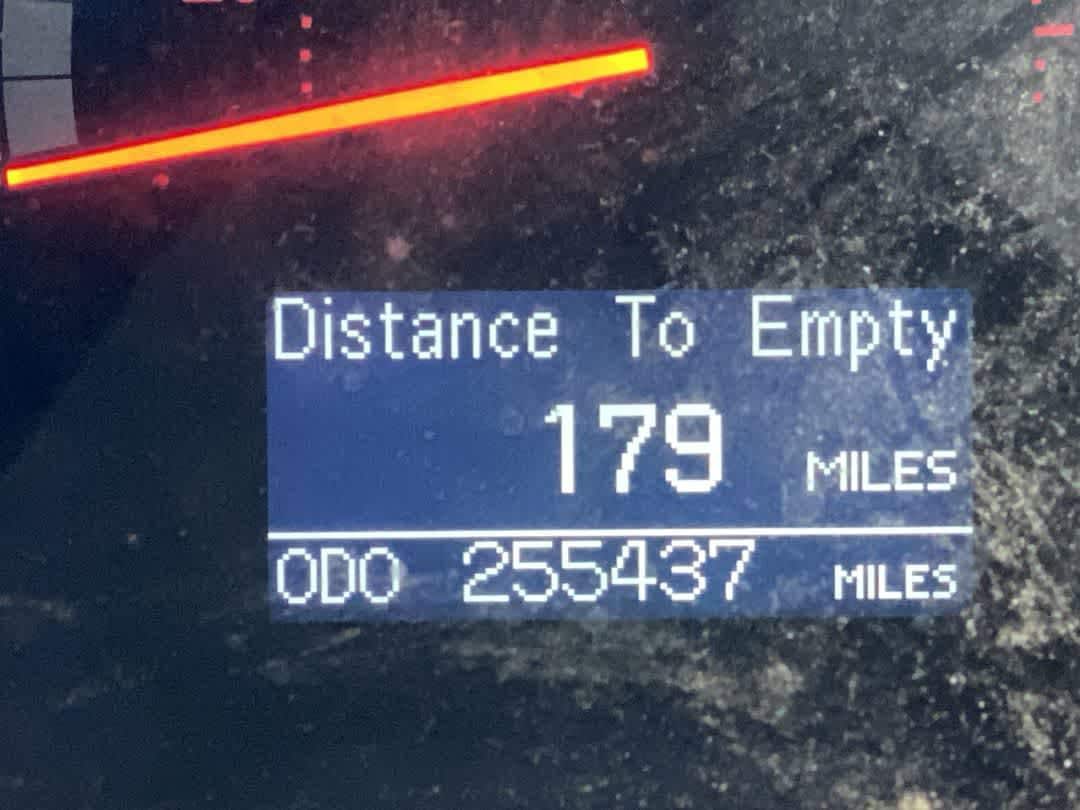 Distance To Empty
179 MILES
ODO 255437 MILES